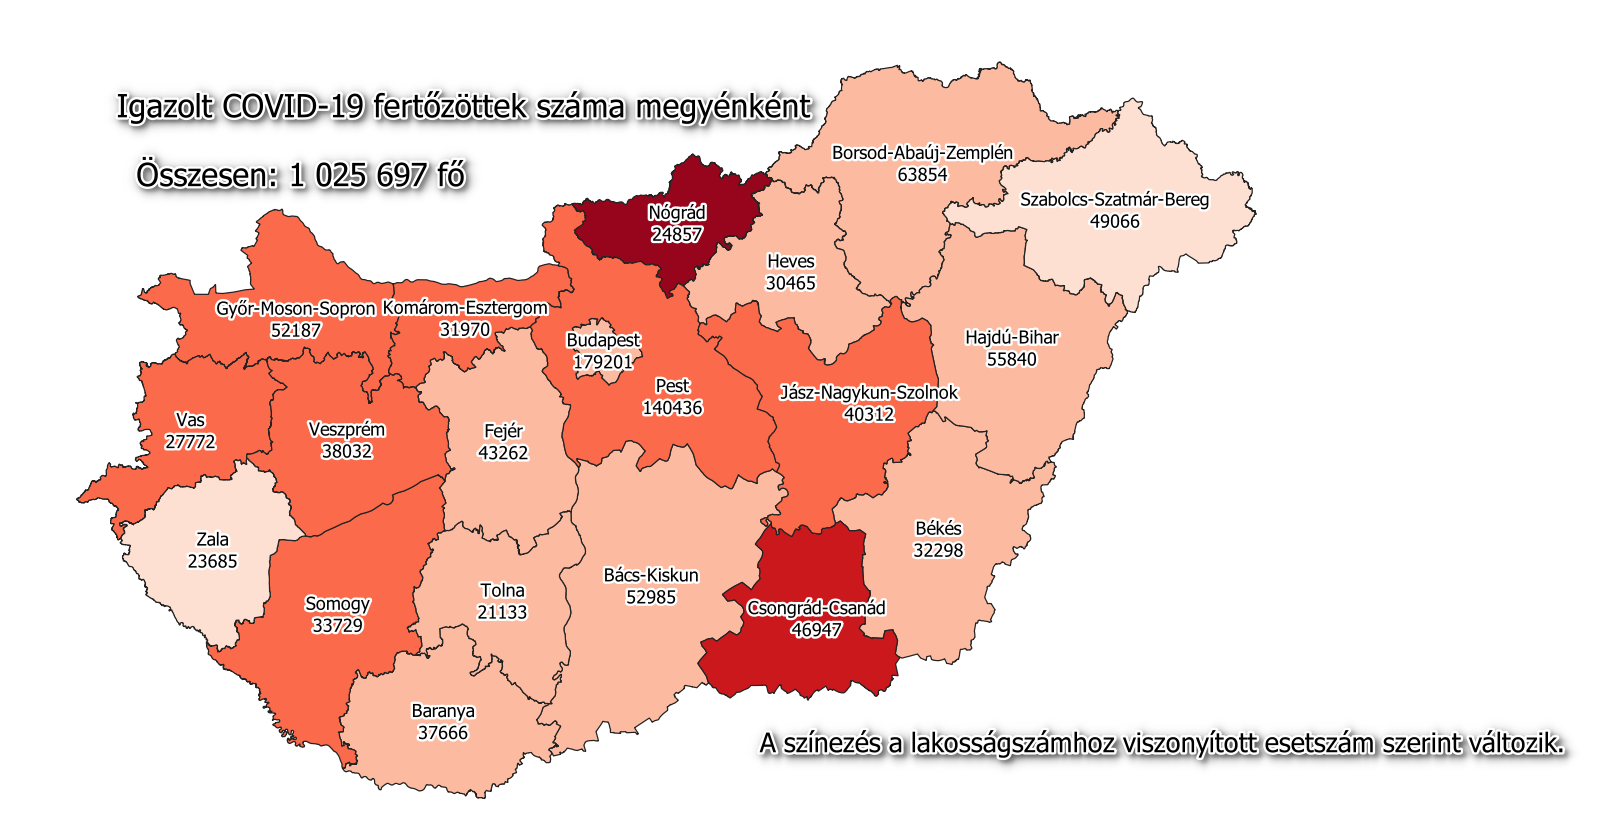 Igazolt COVID-19 fertőzöttek száma megyénként
Összesen: 1 025 697 fő
Borsod-Abaúj-Zemplén
63854
Szabolcs-Szatmár-Bereg
49066
Nógrád
24857
Heves
30465
Győr-Moson-Sopron
52187
Komárom-Esztergom
31970
Budapest
179201
Hajdú-Bihar
55840
Pest
140436
Jász-Nagykun-Szolnok
40312
Vas
27772
Veszprém
38032
Fejér
43262
Zala
23685
Békés
32298
Bács-Kiskun
52985
Tolna
21133
Somogy
33729
Csongrád-Csanád
46947
Baranya
37666
A színezés a lakosságszámhoz viszonyított esetszám szerint változik.